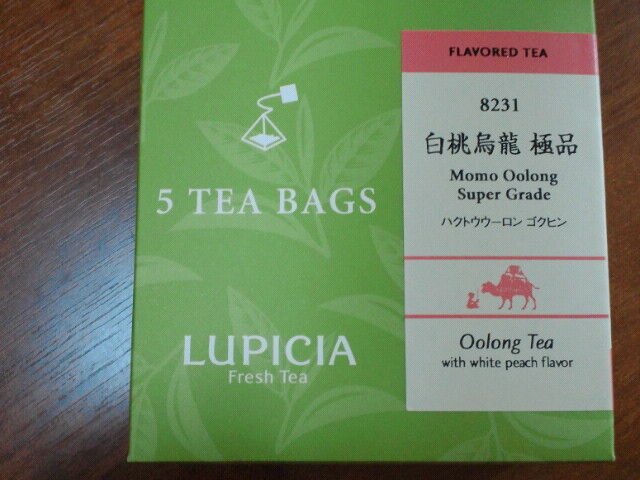 FLAVORED TEA
8231
白桃烏龍 極品
Momo Oolong
Super Grade
ハクトウウーロン ゴクヒン
Oolong Tea
with white peach flavor
5 TEA BAGS
LUPICIA
Fresh Tea